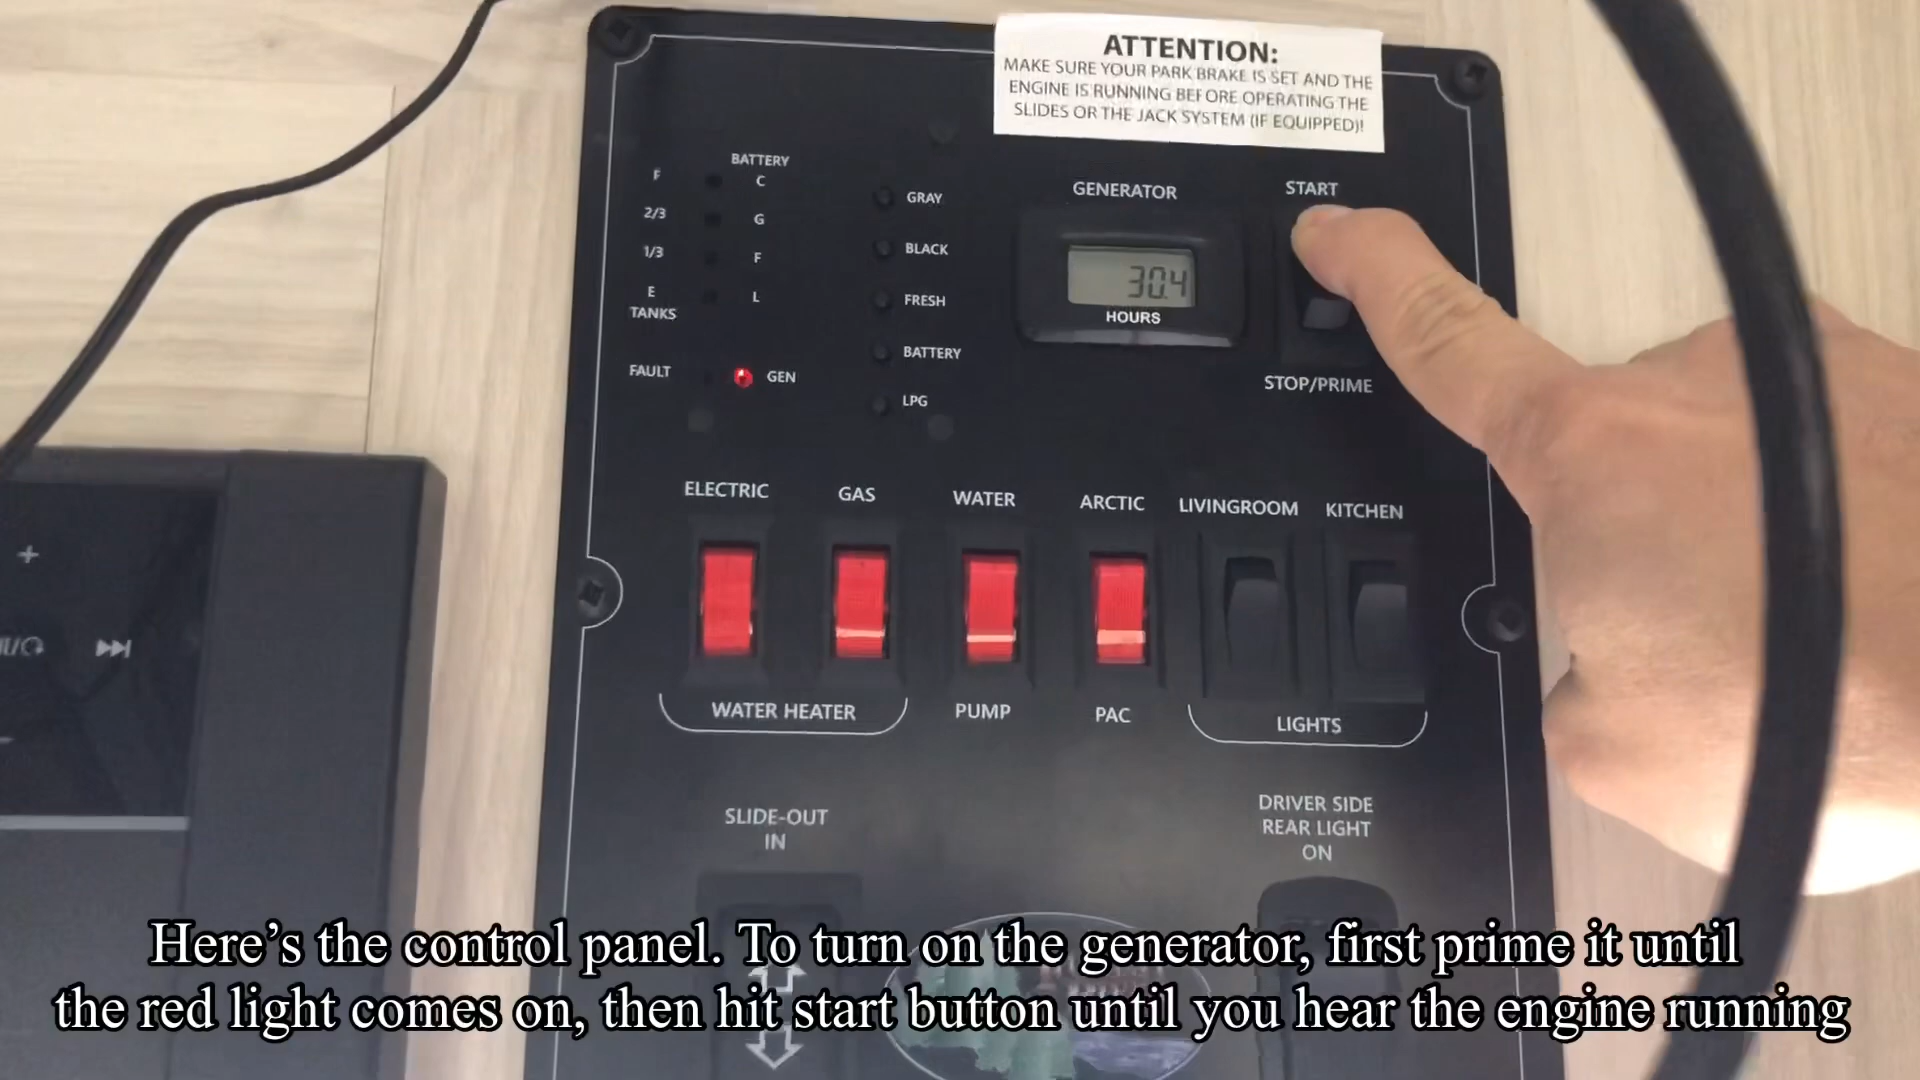 ATTENTION:
MAKE SURE YOUR PARK BRAKE IS SET AND THE
ENGINE IS RUNNING BEFORE OPERATING THE
SLIDES OR THE JACK SYSTEM (IF EQUIPPED)!
BATTERY
F
C
2/3
G
1/3
F
E
L
TANKS
FAULT
GEN
GRAY
BLACK
FRESH
BATTERY
LPG
GENERATOR
30.4
HOURS
START
STOP/PRIME
ELECTRIC
GAS
WATER
ARCTIC
LIVINGROOM
KITCHEN
WATER HEATER
PUMP
PAC
LIGHTS
SLIDE-OUT
IN
DRIVER SIDE
REAR LIGHT
ON
Here’s the control panel. To turn on the generator, first prime it until
the red light comes on, then hit start button until you hear the engine running